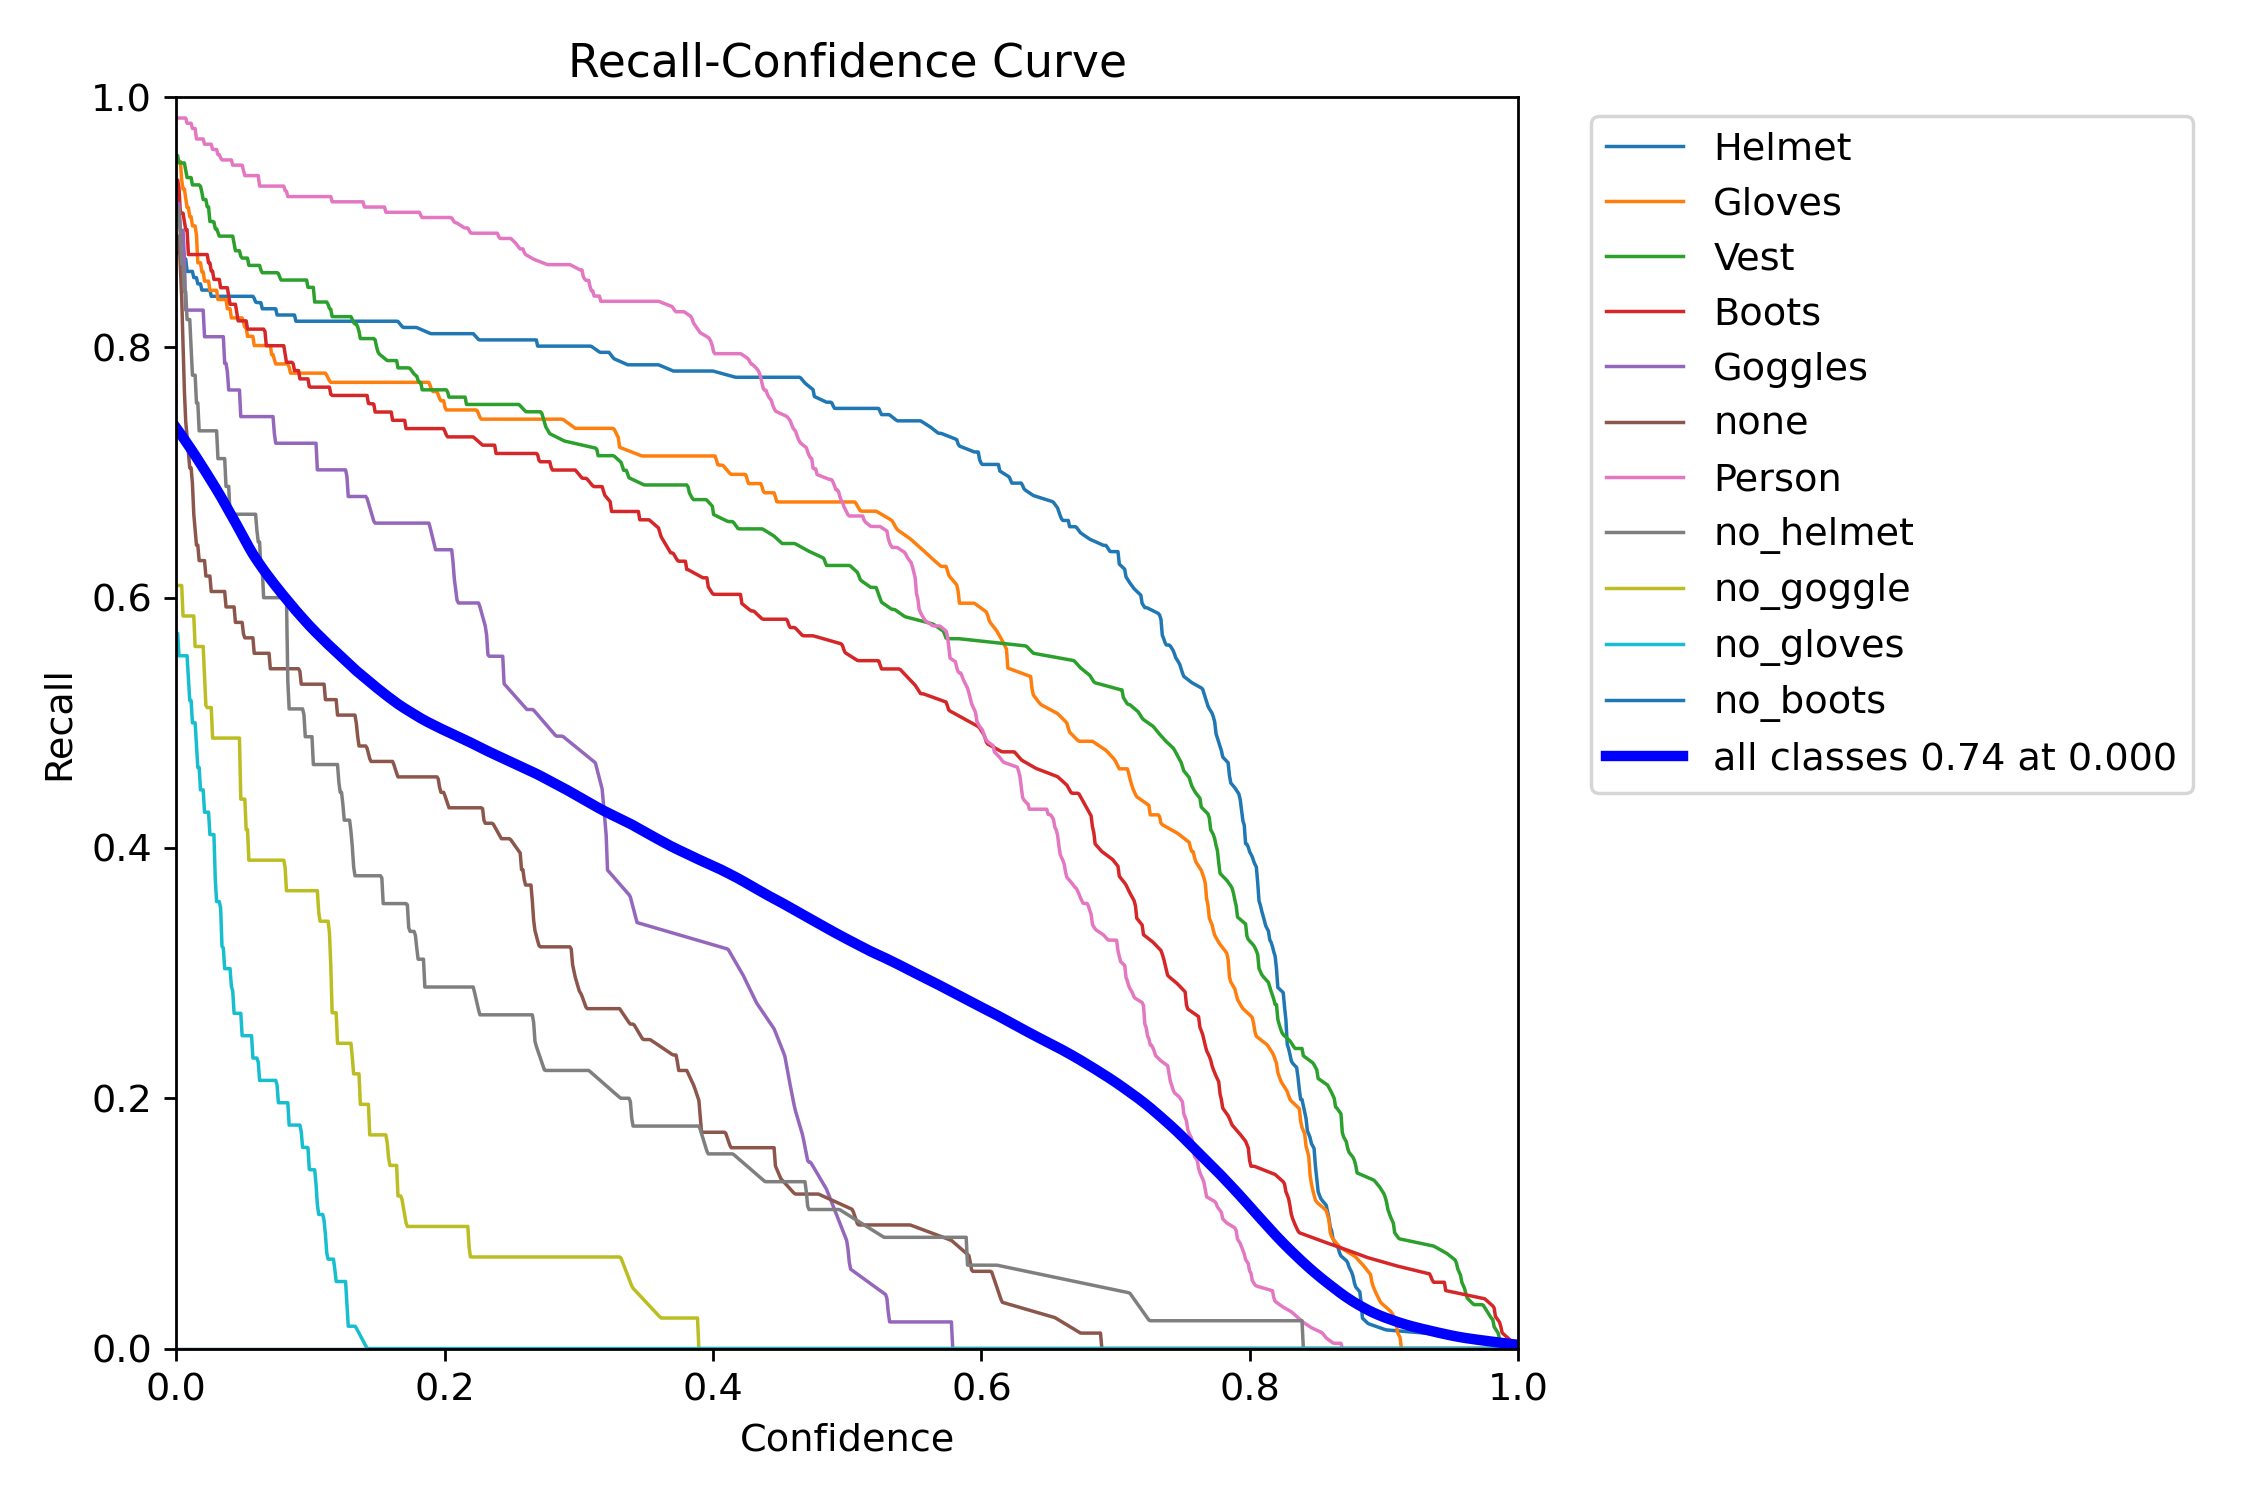 Recall-Confidence Curve
1.0
0.8
0.6
0.4
0.2
0.0
Recall
0.0 0.2 0.4 0.6 0.8 1.0
Confidence
Helmet
Gloves
Vest
Boots
Goggles
none
Person
no_helmet
no_goggle
no_gloves
no_boots
all classes 0.74 at 0.000